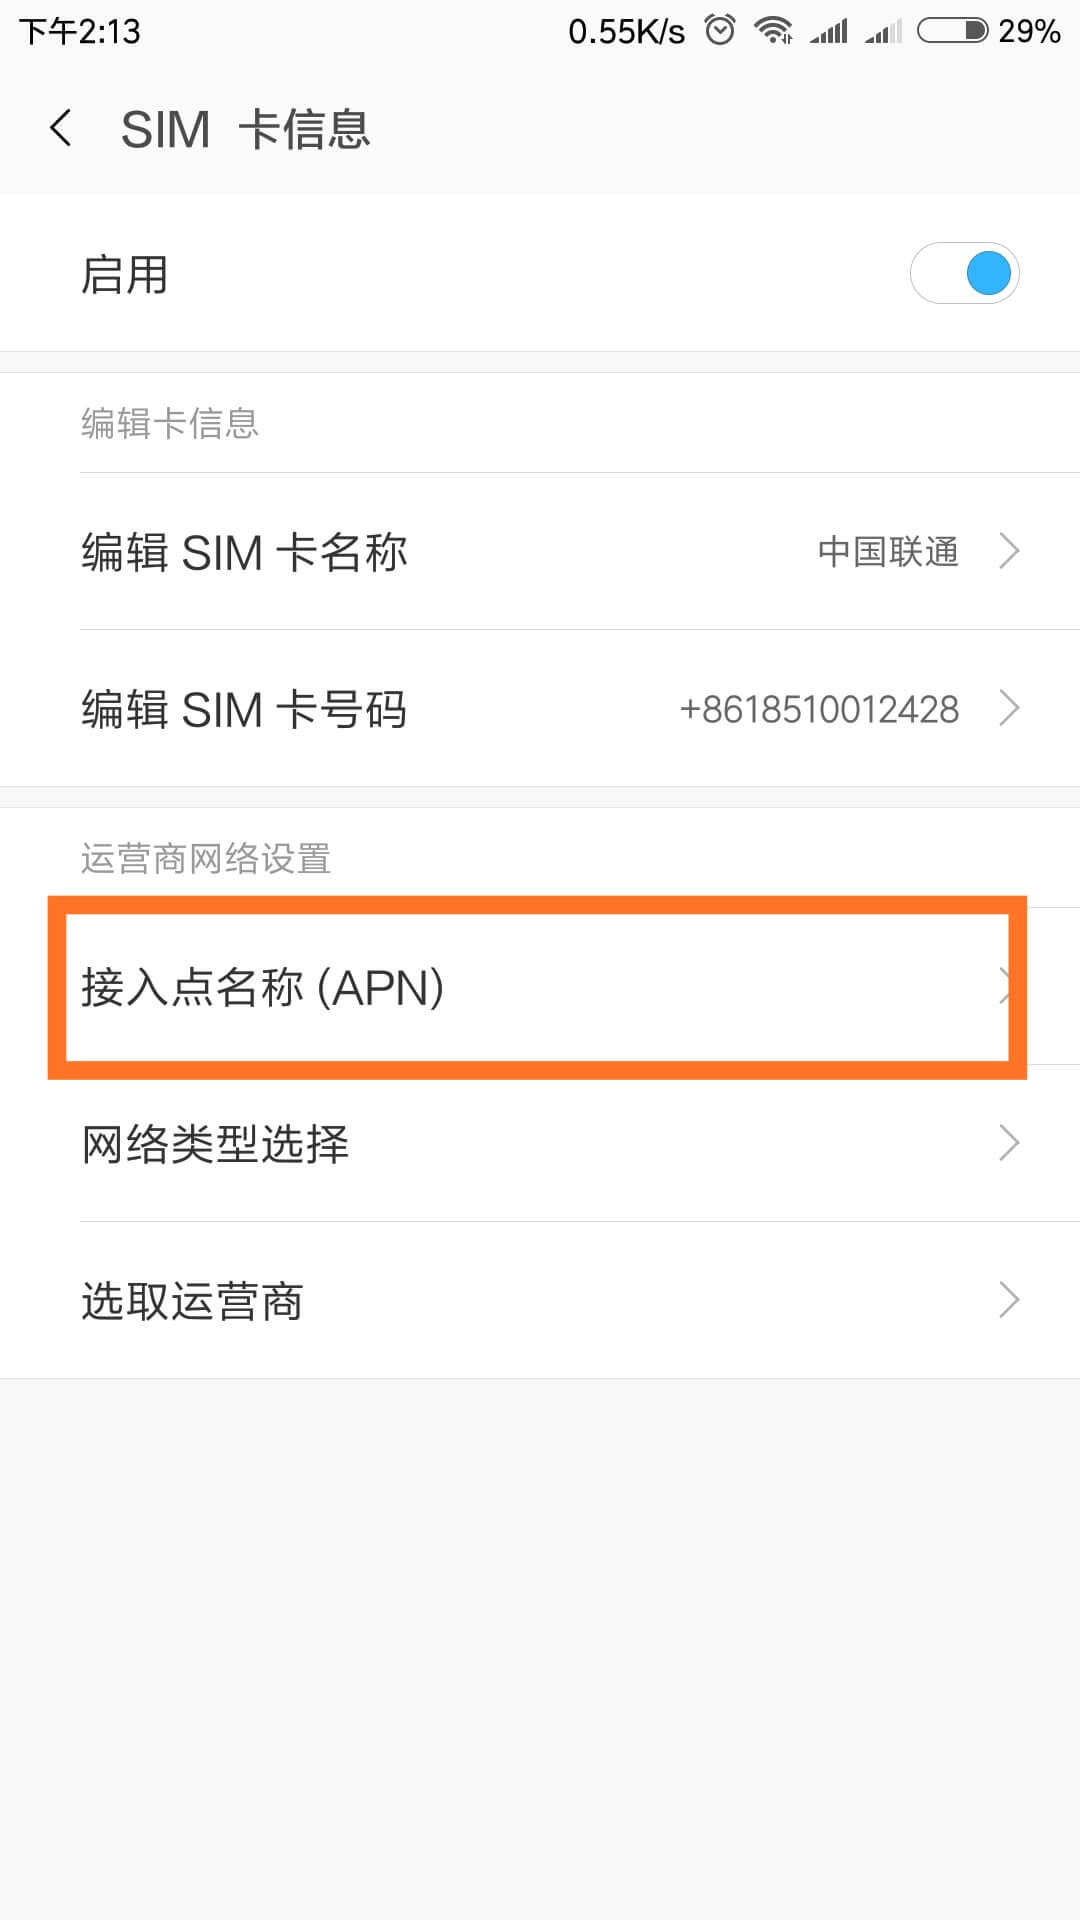 下午2:13 0.55K/s 29%
SIM 卡信息
启用
编辑卡信息
编辑 SIM 卡名称 中国联通
编辑 SIM 卡号码 +8618510012428
运营商网络设置
接入点名称 (APN)
网络类型选择
选取运营商